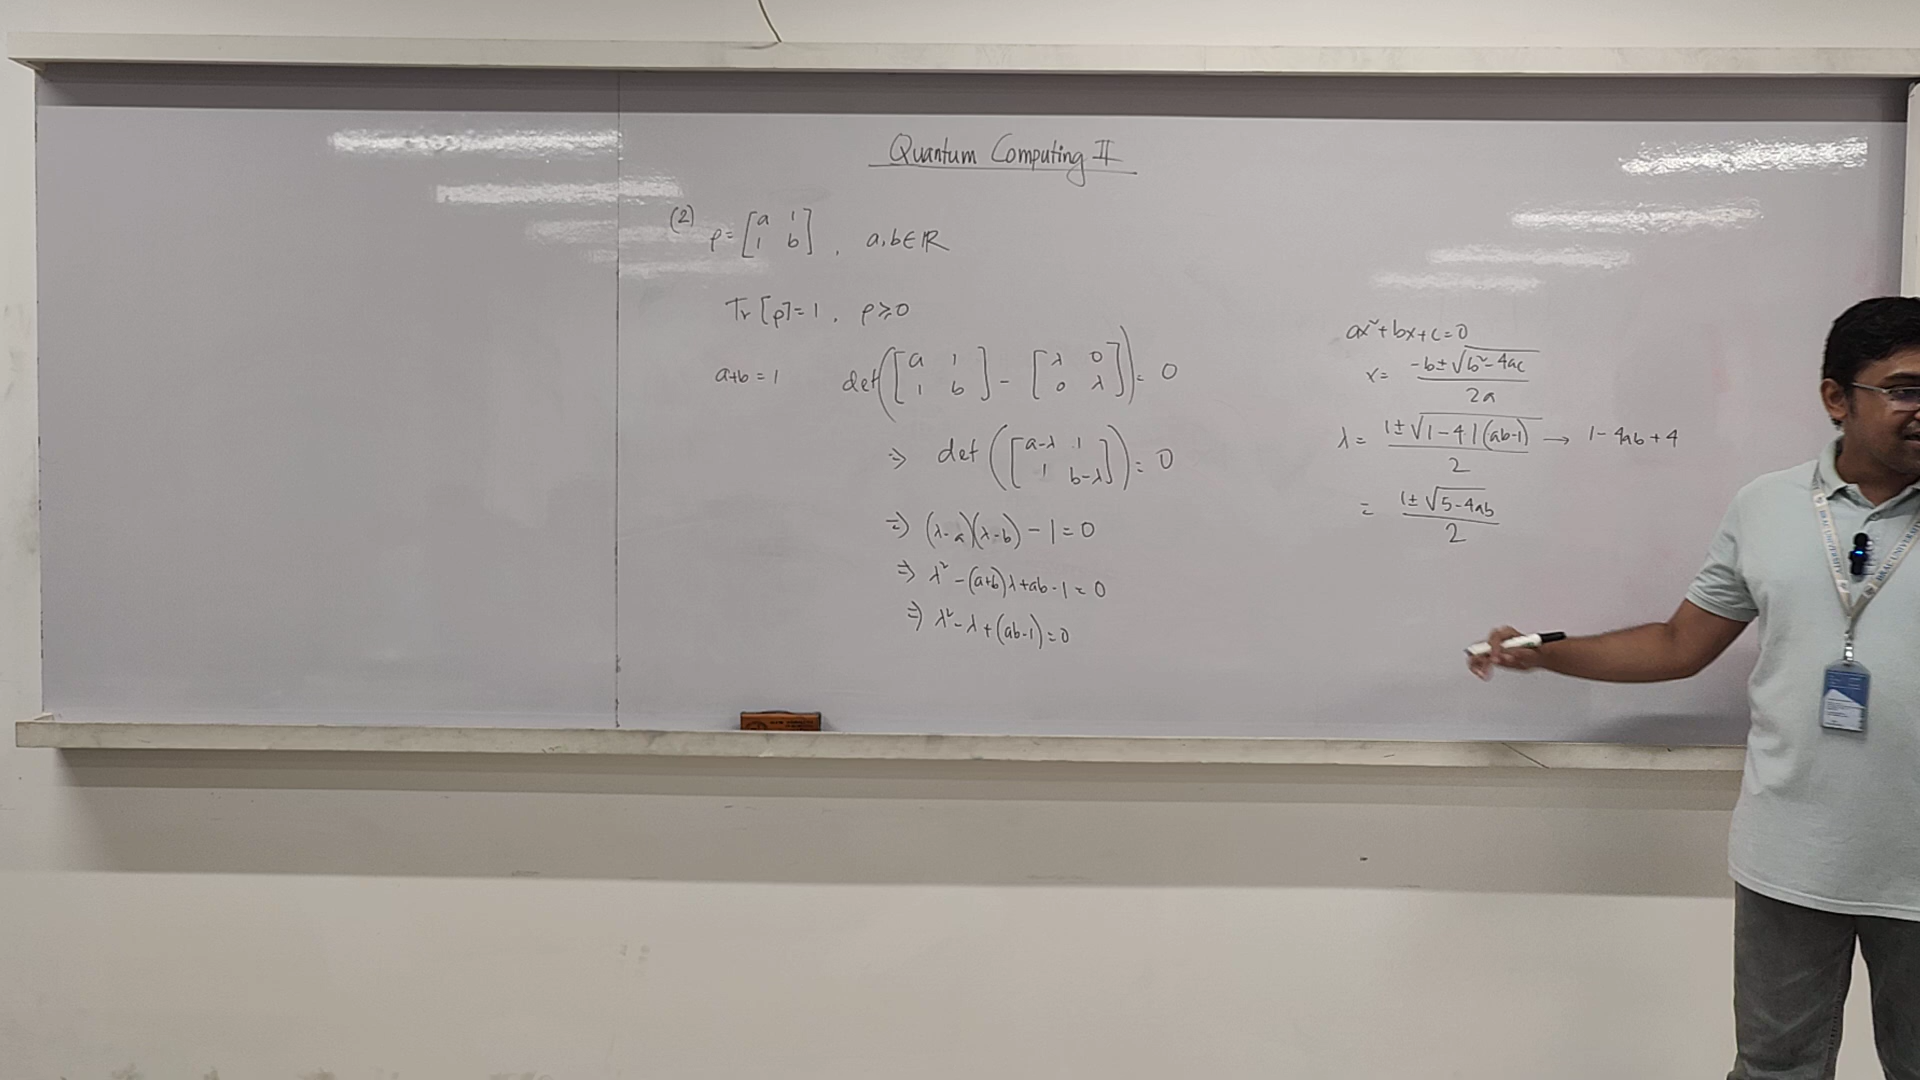 Quantum Computing II
(2) ρ = [a 1; 1 b] , a,b ∈ ℝ
Tr[ρ] = 1 , ρ ≥ 0
a+b = 1 det([a 1; 1 b] - [λ 0; 0 λ]) = 0
⇒ det([a-λ 1; 1 b-λ]) = 0
⇒ (λ-a)(λ-b) - 1 = 0
⇒ λ² - (a+b)λ + ab - 1 = 0
⇒ λ² - λ + (ab-1) = 0
ax² + bx + c = 0
x = (-b ± √(b² - 4ac)) / 2a
λ = (1 ± √(1 - 4.1(ab-1))) / 2 → 1 - 4ab + 4
= (1 ± √(5 - 4ab)) / 2
BRAC UNIVERSITY